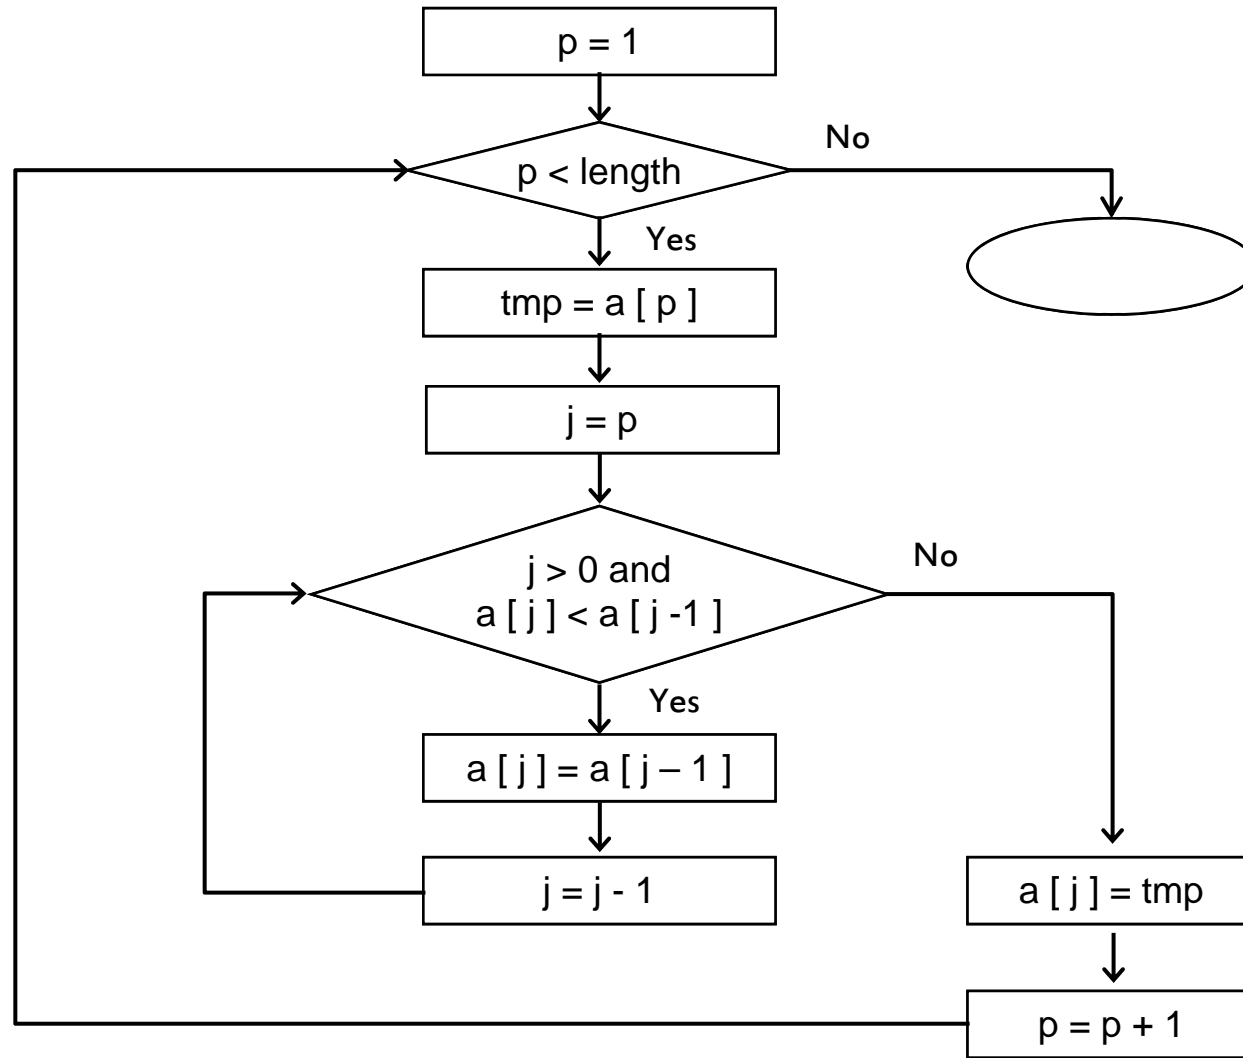 p = 1
No
p < length
Yes
tmp = a [ p ]
j = p
No
j > 0 and
a [ j ] < a [ j -1 ]
Yes
a [ j ] = a [ j – 1 ]
j = j - 1
a [ j ] = tmp
p = p + 1